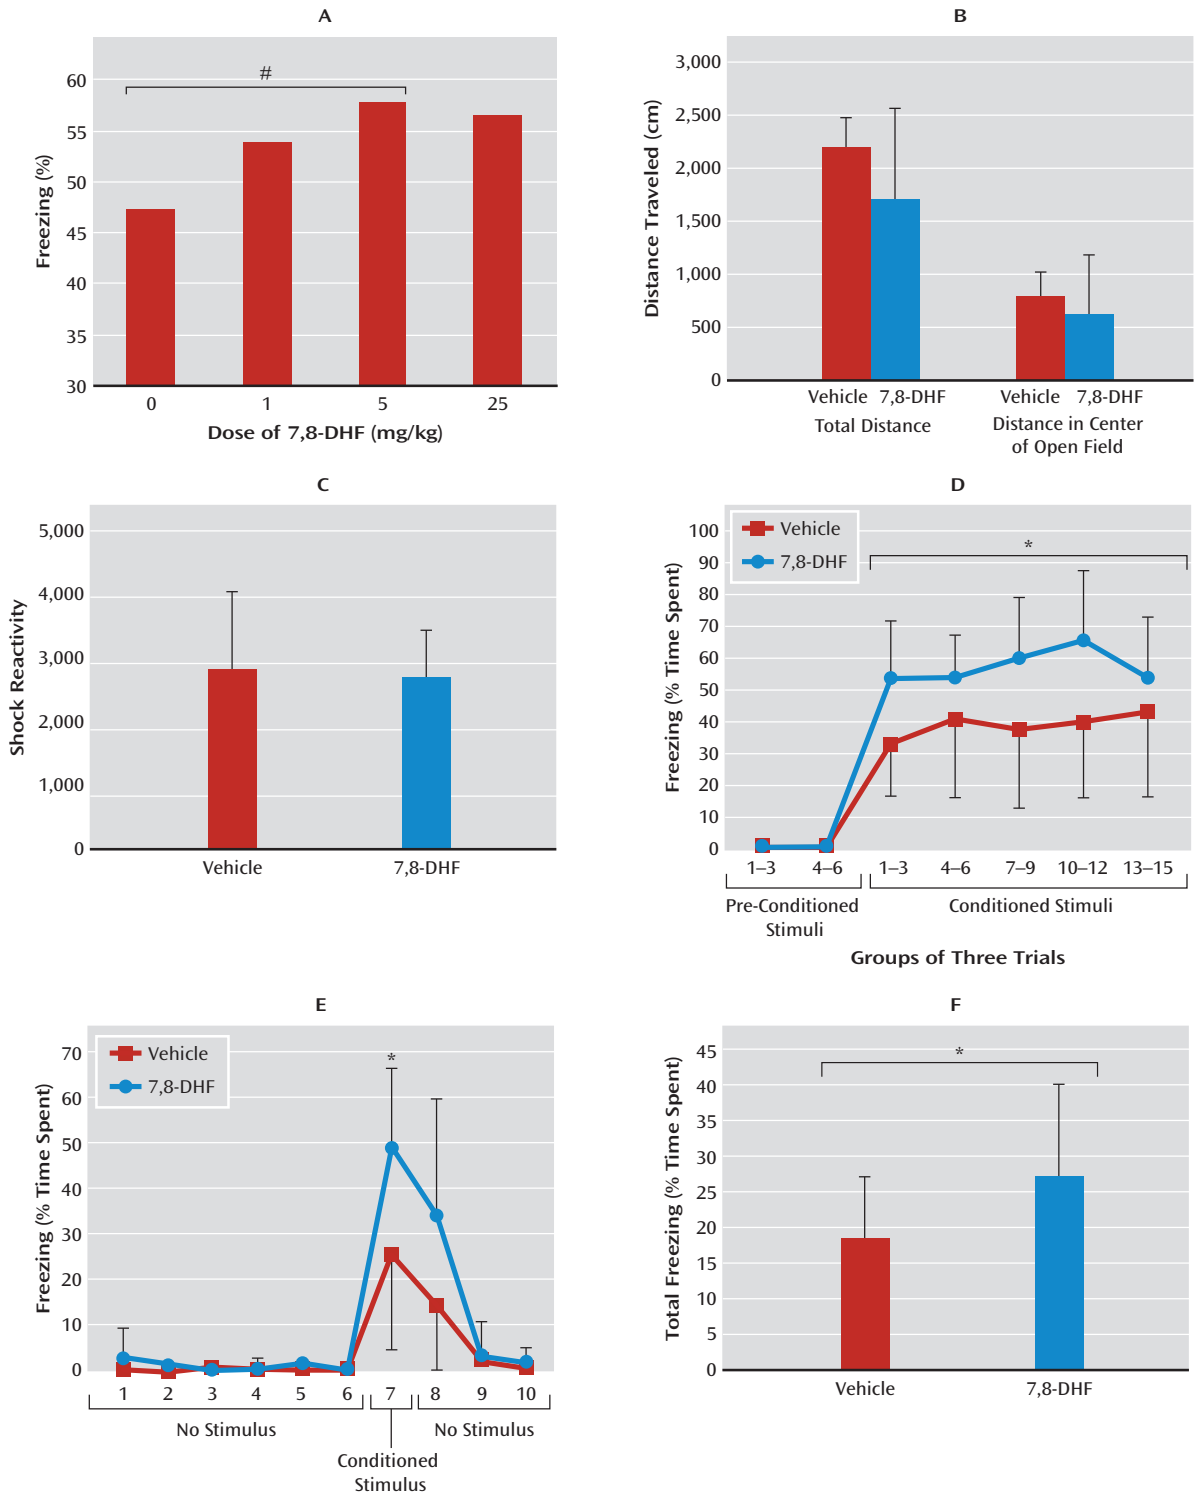 A
#
Freezing (%)
60
55
50
45
40
35
30
0 1 5 25
Dose of 7,8-DHF (mg/kg)
B
Distance Traveled (cm)
3,000
2,500
2,000
1,500
1,000
500
0
Vehicle 7,8-DHF Vehicle 7,8-DHF
Total Distance
Distance in Center
of Open Field
C
Shock Reactivity
5,000
4,000
3,000
2,000
1,000
0
Vehicle 7,8-DHF
D
Vehicle
7,8-DHF
*
Freezing (% Time Spent)
100
90
80
70
60
50
40
30
20
10
0
1–3 4–6 1–3 4–6 7–9 10–12 13–15
Pre-Conditioned
Stimuli
Conditioned Stimuli
Groups of Three Trials
E
Vehicle
7,8-DHF
*
Freezing (% Time Spent)
70
60
50
40
30
20
10
0
1 2 3 4 5 6 7 8 9 10
No Stimulus
No Stimulus
Conditioned
Stimulus
F
*
Total Freezing (% Time Spent)
45
40
35
30
25
20
15
10
5
0
Vehicle 7,8-DHF